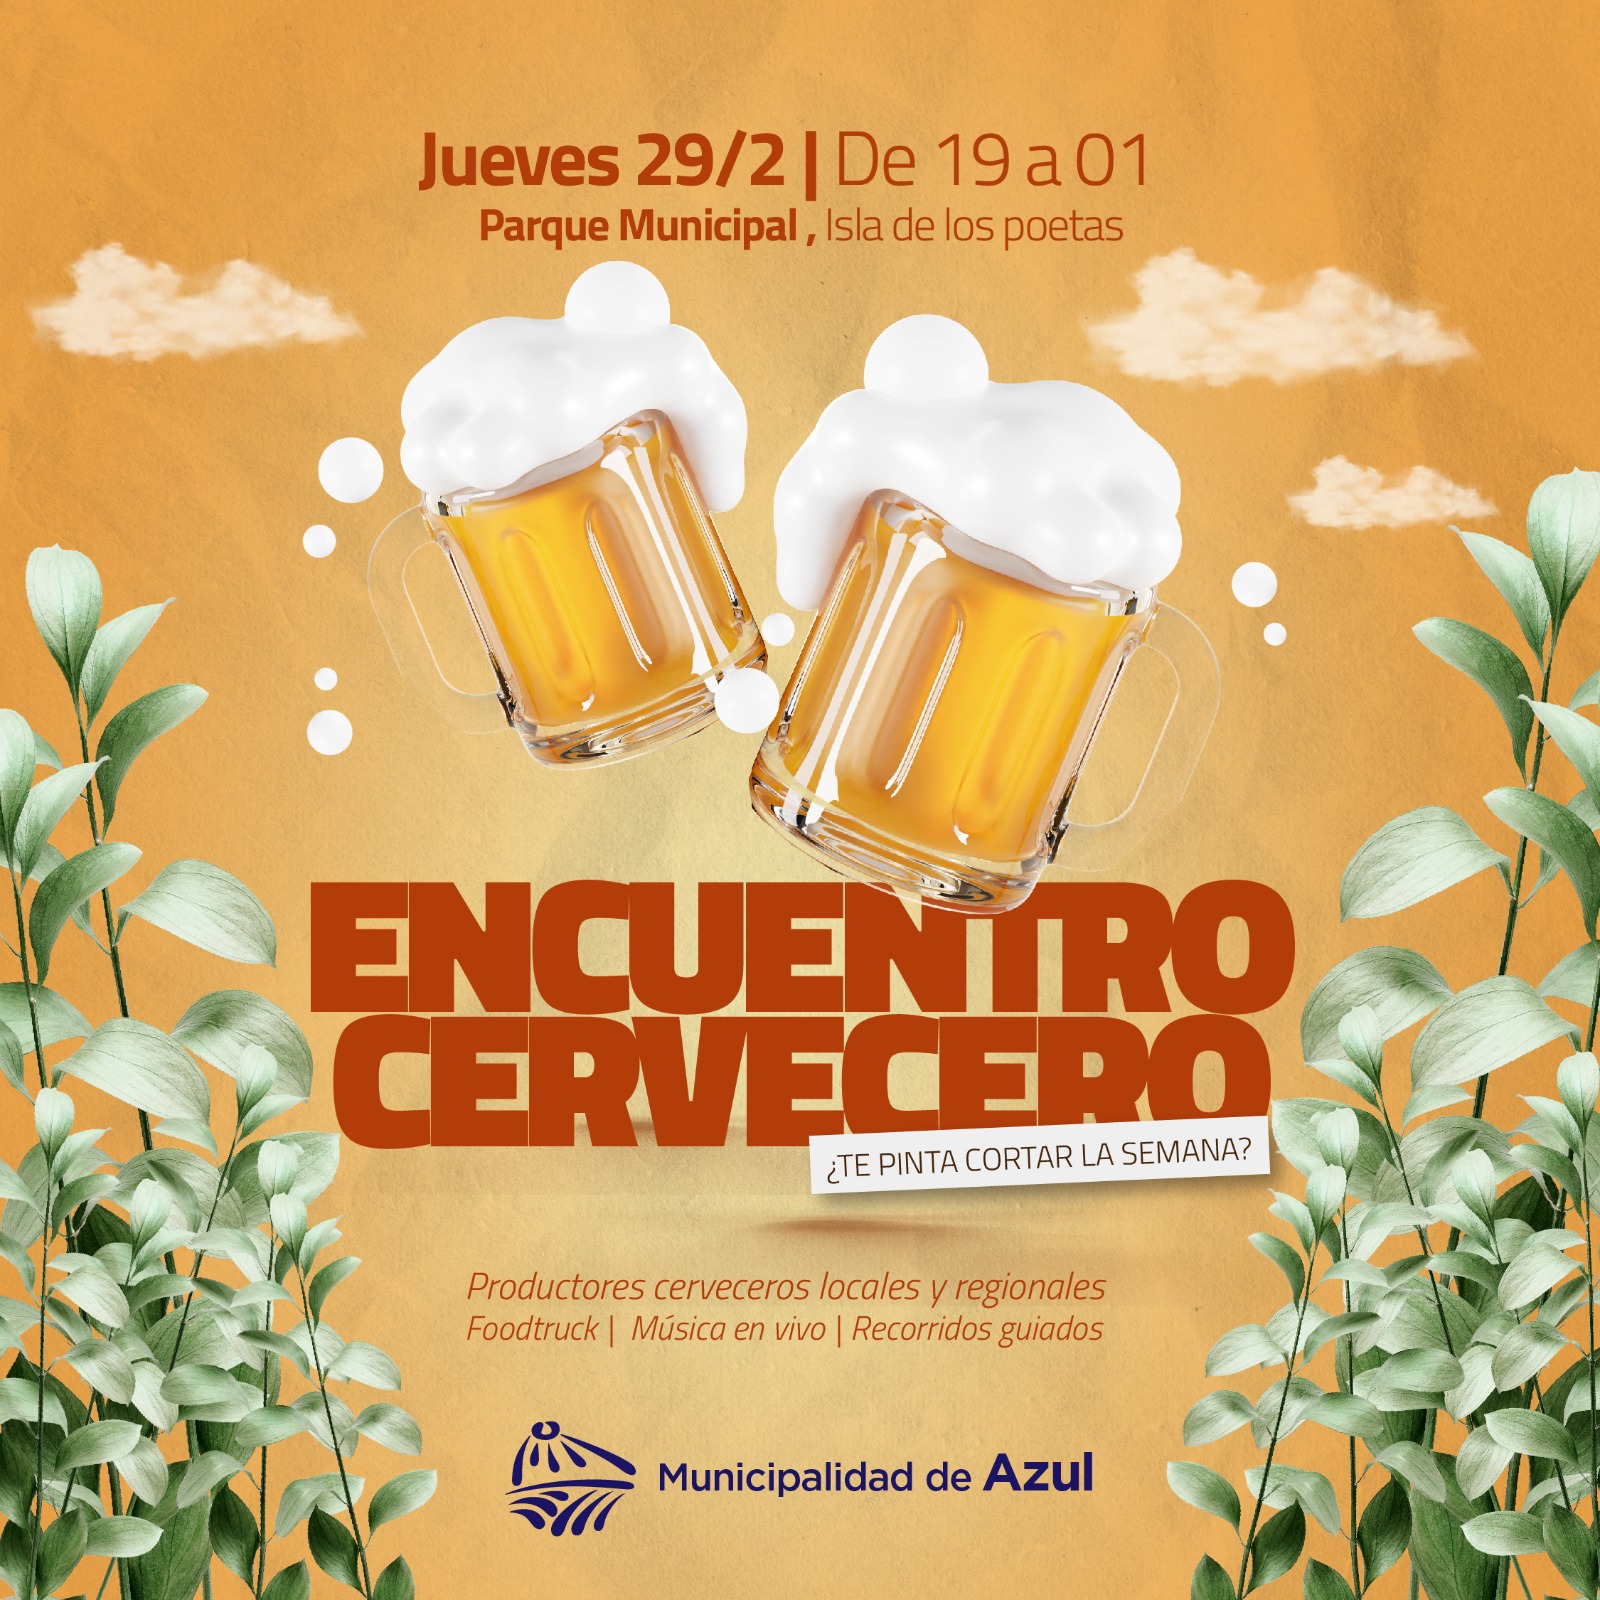 Jueves 29/2 | De 19 a 01
Parque Municipal , Isla de los poetas
ENCUENTRO
CERVECERO
¿TE PINTA CORTAR LA SEMANA?
Productores cerveceros locales y regionales
Foodtruck | Música en vivo | Recorridos guiados
Municipalidad de Azul